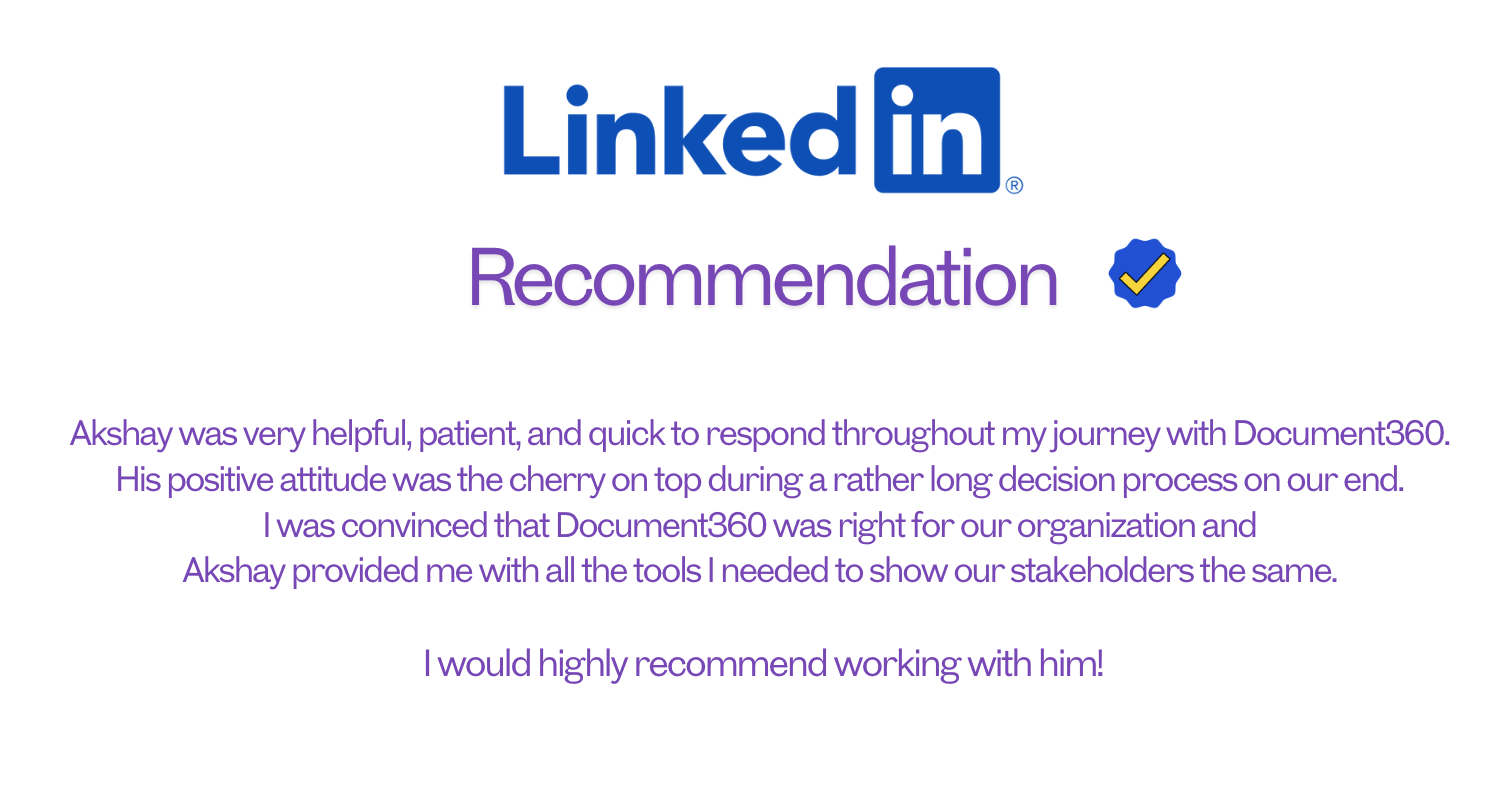 Linkedin®
Recommendation
Akshay was very helpful, patient, and quick to respond throughout my journey with Document360.
His positive attitude was the cherry on top during a rather long decision process on our end.
I was convinced that Document360 was right for our organization and
Akshay provided me with all the tools I needed to show our stakeholders the same.
I would highly recommend working with him!